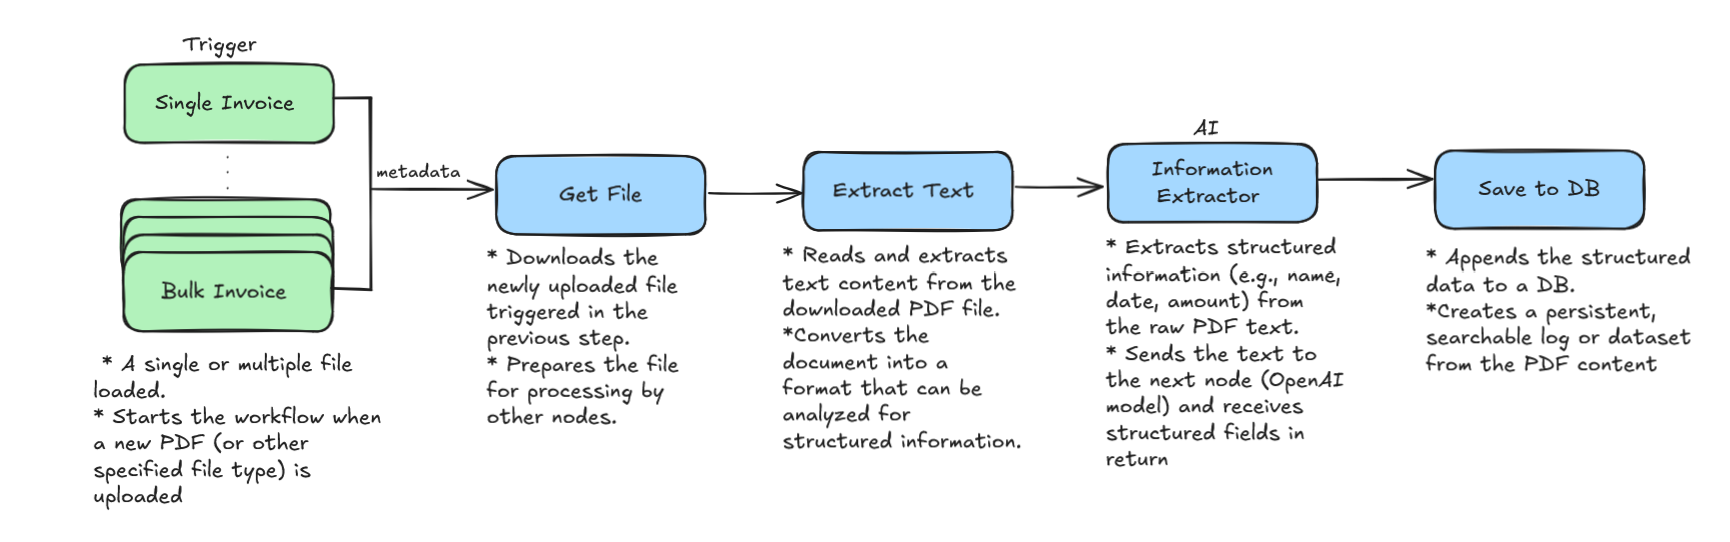 Trigger
Single Invoice
Bulk Invoice
* A single or multiple file
loaded.
* Starts the workflow when
a new PDF (or other
specified file type) is
uploaded
metadata
Get File
* Downloads the
newly uploaded file
triggered in the
previous step.
* Prepares the file
for processing by
other nodes.
Extract Text
* Reads and extracts
text content from the
downloaded PDF file.
*Converts the
document into a
format that can be
analyzed for
structured information.
AI
Information
Extractor
* Extracts structured
information (e.g., name,
date, amount) from
the raw PDF text.
* Sends the text to
the next node (OpenAI
model) and receives
structured fields in
return
Save to DB
* Appends the structured
data to a DB.
*Creates a persistent,
searchable log or dataset
from the PDF content